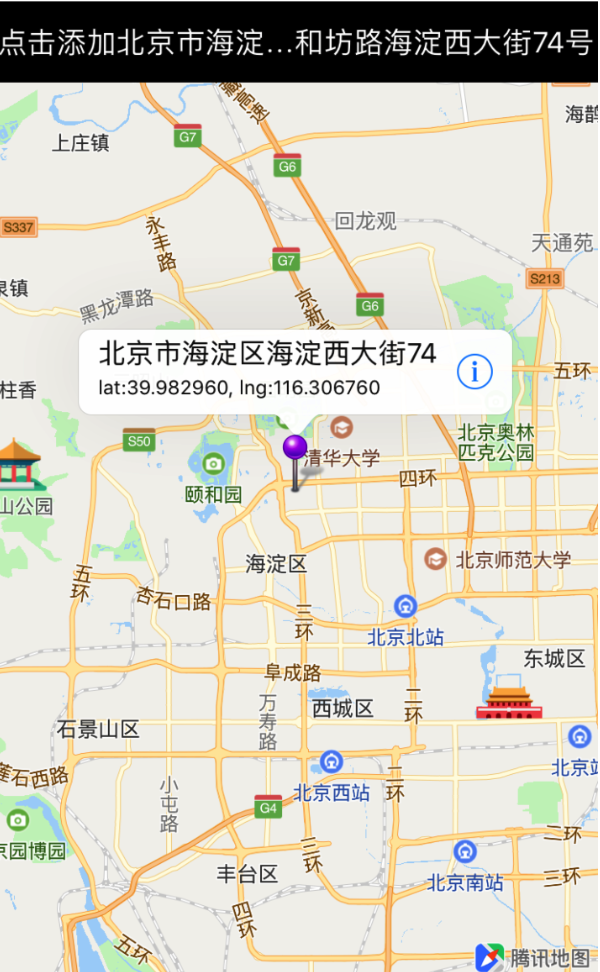 点击添加北京市海淀...和坊路海淀西大街74号
海鹊
上庄镇
G7
G6
S337
永丰路
回龙观
天通苑
泉镇
G7
S213
黑龙潭路
G6
京新高
北京市海淀区海淀西大街74
lat:39.982960, lng:116.306760
五环
柱香
S50
清华大学
北京奥林
匹克公园
四环
颐和园
山公园
海淀区
北京师范大学
五环
杏石口路
三环
北京北站
东城区
阜成路
万寿路
西城区
二环
石景山区
北京站
莲石西路
小屯路
北京西站
二环
G4
京园博园
二环
三环
北京南站
三环
丰台区
四环
五环
腾讯地图